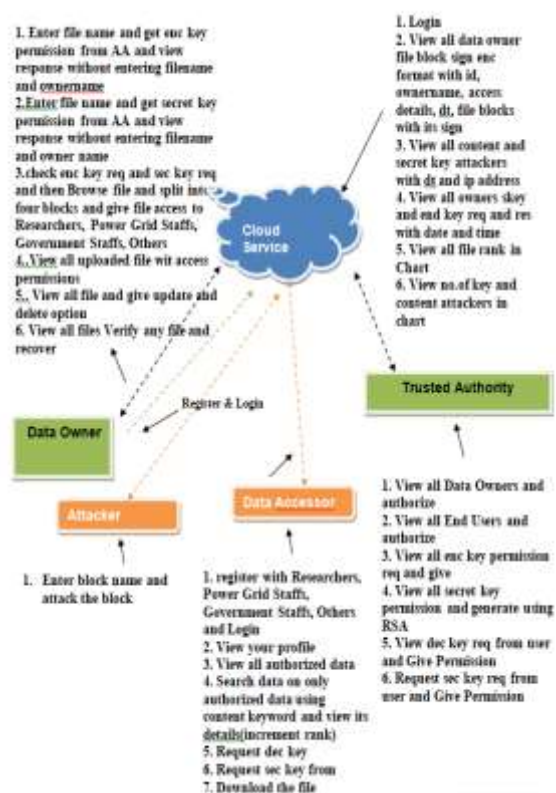 1. Enter file name and get enc key
permission from AA and view
response without entering filename
and ownername
2.Enter file name and get secret key
permission from AA and view
response without entering filename
and owner name
3.check enc key req and sec key req
and then Browse file and split into
four blocks and give file access to
Researchers, Power Grid Staffs,
Government Staffs, Others
4..View all uploaded file wit access
permissions
5.. View all file and give update and
delete option
6. View all files Verify any file and
recover
1. Login
2. View all data owner
file block sign enc
format with id,
ownername, access
details, dt, file blocks
with its sign
3. View all content and
secret key attackers
with dt and ip address
4. View all owners skey
and end key req and res
with date and time
5. View all file rank in
Chart
6. View no.of key and
content attackers in
chart
Cloud
Service
Register & Login
Data Owner
Trusted Authority
Attacker
Data Accessor
1. Enter block name and
attack the block
1. register with Researchers,
Power Grid Staffs,
Government Staffs, Others
and Login
2. View your profile
3. View all authorized data
4. Search data on only
authorized data using
content keyword and view its
details(increment rank)
5. Request dec key
6. Request sec key from
7. Download the file
1. View all Data Owners and
authorize
2. View all End Users and
authorize
3. View all enc key permission
req and give
4. View all secret key
permission and generate using
RSA
5. View dec key req from user
and Give Permission
6. Request sec key req from
user and Give Permission